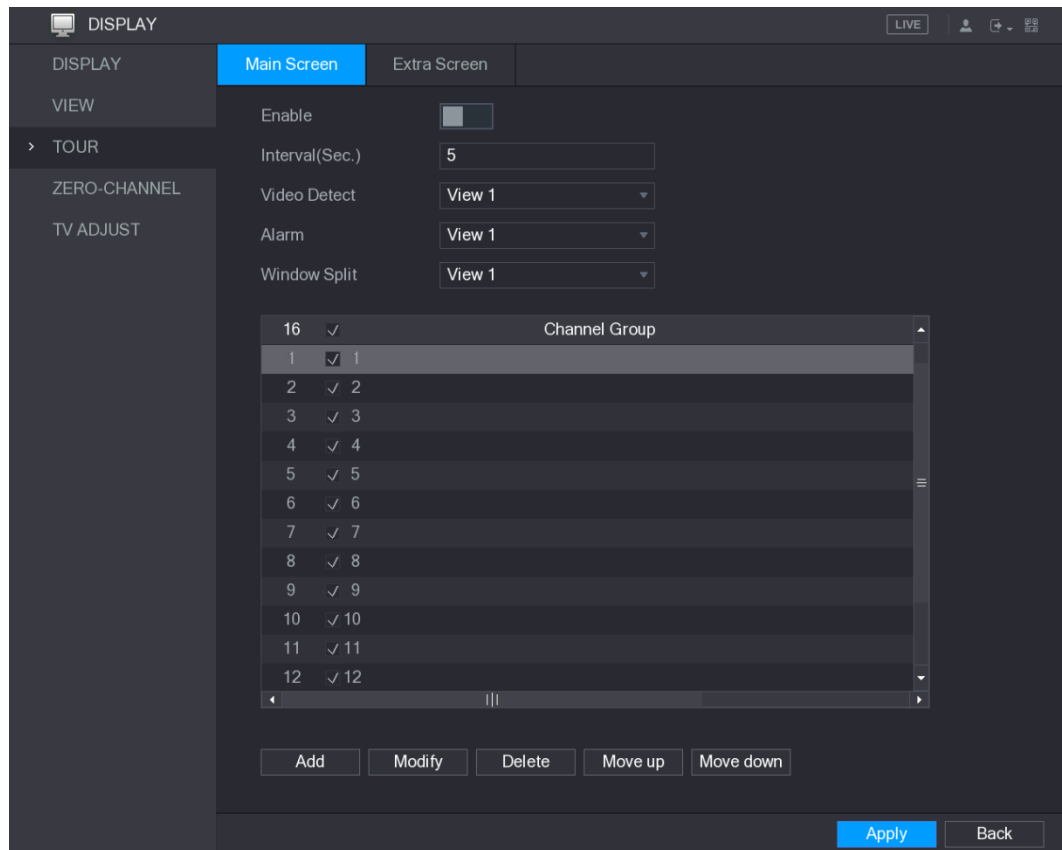 DISPLAY
LIVE
DISPLAY
VIEW
TOUR
ZERO-CHANNEL
TV ADJUST
Main Screen Extra Screen
Enable
Interval(Sec.) 5
Video Detect View 1
Alarm View 1
Window Split View 1
16 Channel Group
1 1
2 2
3 3
4 4
5 5
6 6
7 7
8 8
9 9
10 10
11 11
12 12
Add Modify Delete Move up Move down
Apply Back